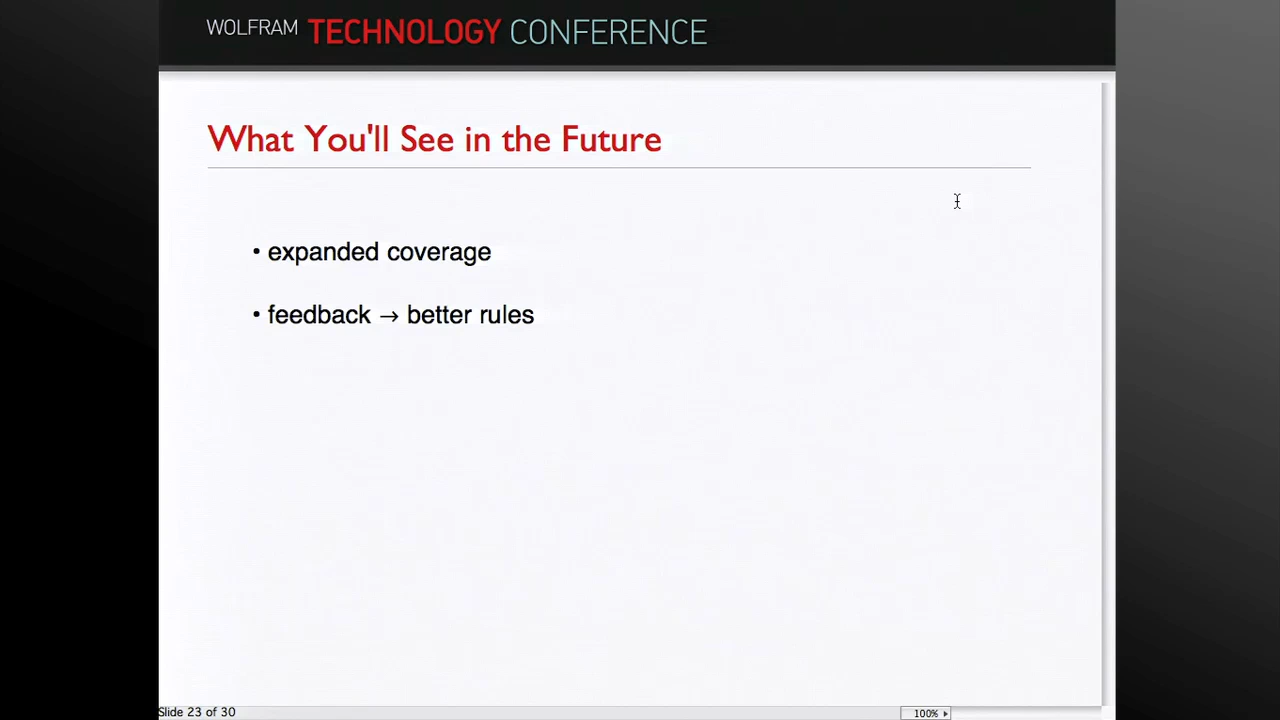 WOLFRAM TECHNOLOGY CONFERENCE
What You'll See in the Future
• expanded coverage
• feedback → better rules
Slide 23 of 30
100%